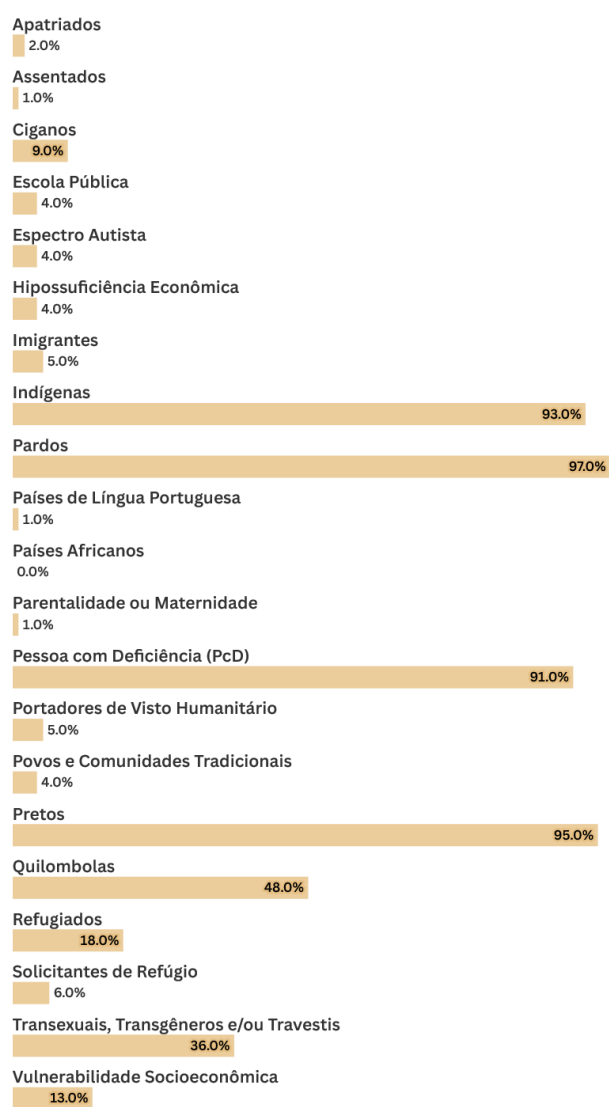 Apatriados
2.0%
Assentados
1.0%
Ciganos
9.0%
Escola Pública
4.0%
Espectro Autista
4.0%
Hipossuficiência Econômica
4.0%
Imigrantes
5.0%
Indígenas
93.0%
Pardos
97.0%
Países de Língua Portuguesa
1.0%
Países Africanos
0.0%
Parentalidade ou Maternidade
1.0%
Pessoa com Deficiência (PcD)
91.0%
Portadores de Visto Humanitário
5.0%
Povos e Comunidades Tradicionais
4.0%
Pretos
95.0%
Quilombolas
48.0%
Refugiados
18.0%
Solicitantes de Refúgio
6.0%
Transexuais, Transgêneros e/ou Travestis
36.0%
Vulnerabilidade Socioeconômica
13.0%